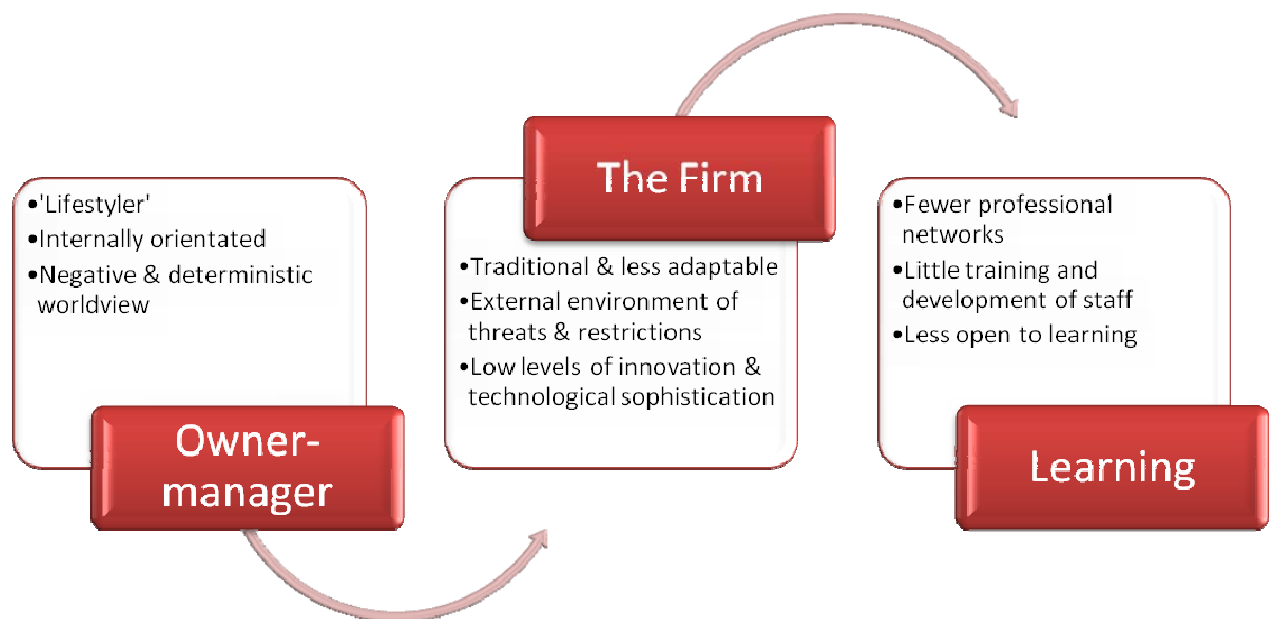 •'Lifestyler'
•Internally orientated
•Negative & deterministic
worldview
Owner-
manager
The Firm
•Traditional & less adaptable
•External environment of
threats & restrictions
•Low levels of innovation &
technological sophistication
•Fewer professional
networks
•Little training and
development of staff
•Less open to learning
Learning